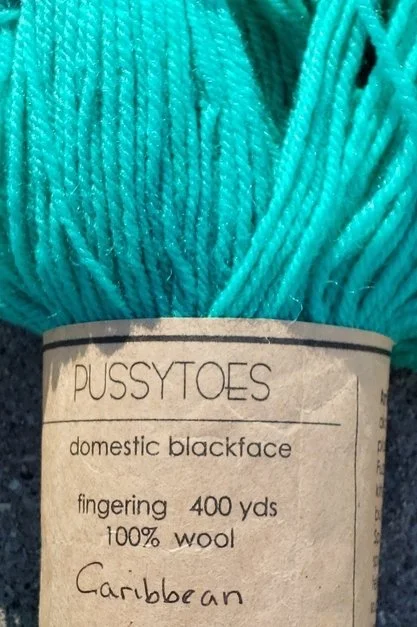 PUSSYTOES
domestic blackface
fingering 400 yds
100% wool
Caribbean